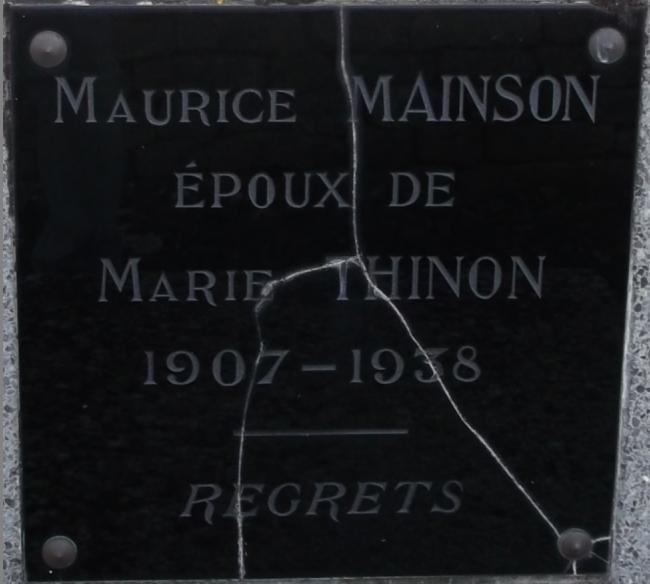 MAURICE MAINSON
ÉPOUX DE
MARIE THINON
1907-1938
REGRETS